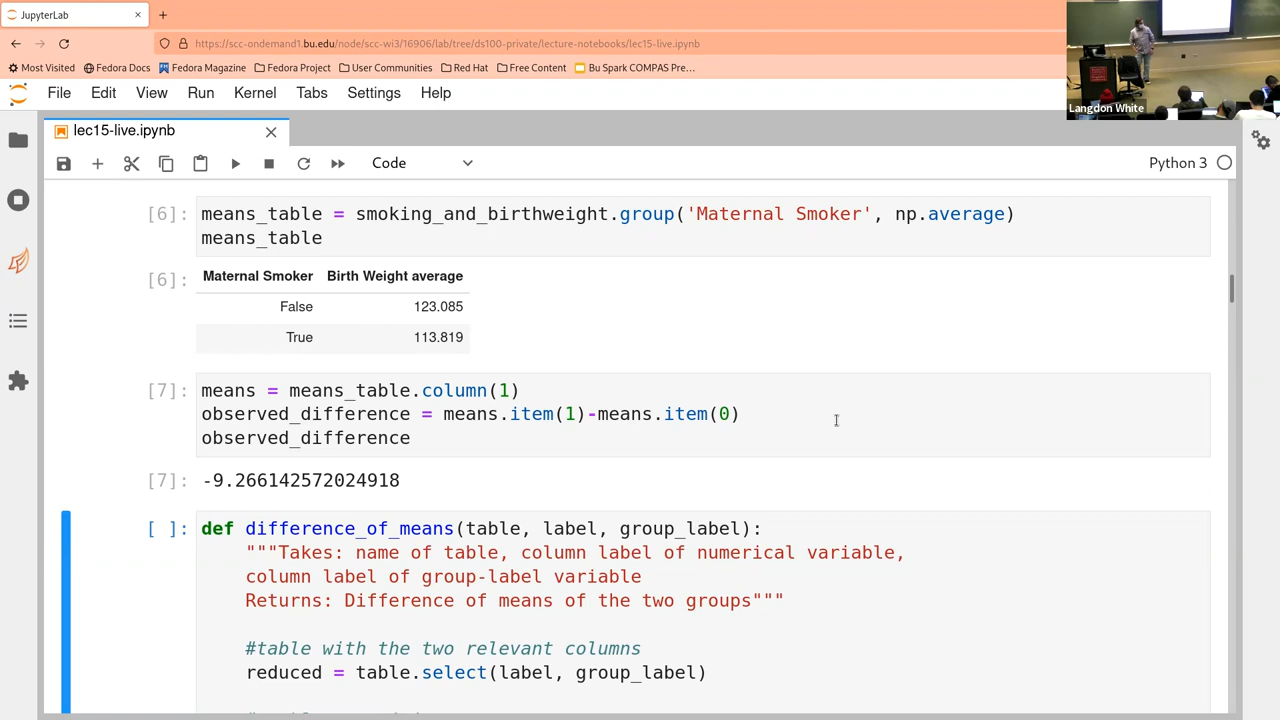 JupyterLab
https://scc-ondemand1.bu.edu/node/scc-wi3/16906/lab/tree/ds100-private/lecture-notebooks/lec15-live.ipynb
Most Visited Fedora Docs Fedora Magazine Fedora Project User Communities Red Hat Free Content Bu Spark COMPAS Pre...
Langdon White
File Edit View Run Kernel Tabs Settings Help
lec15-live.ipynb
Code
Python 3
[6]: means_table = smoking_and_birthweight.group('Maternal Smoker', np.average)
means_table
[6]: Maternal Smoker Birth Weight average
False 123.085
True 113.819
[7]: means = means_table.column(1)
observed_difference = means.item(1)-means.item(0)
observed_difference
[7]: -9.266142572024918
[ ]: def difference_of_means(table, label, group_label):
"""Takes: name of table, column label of numerical variable,
column label of group-label variable
Returns: Difference of means of the two groups"""
#table with the two relevant columns
reduced = table.select(label, group_label)